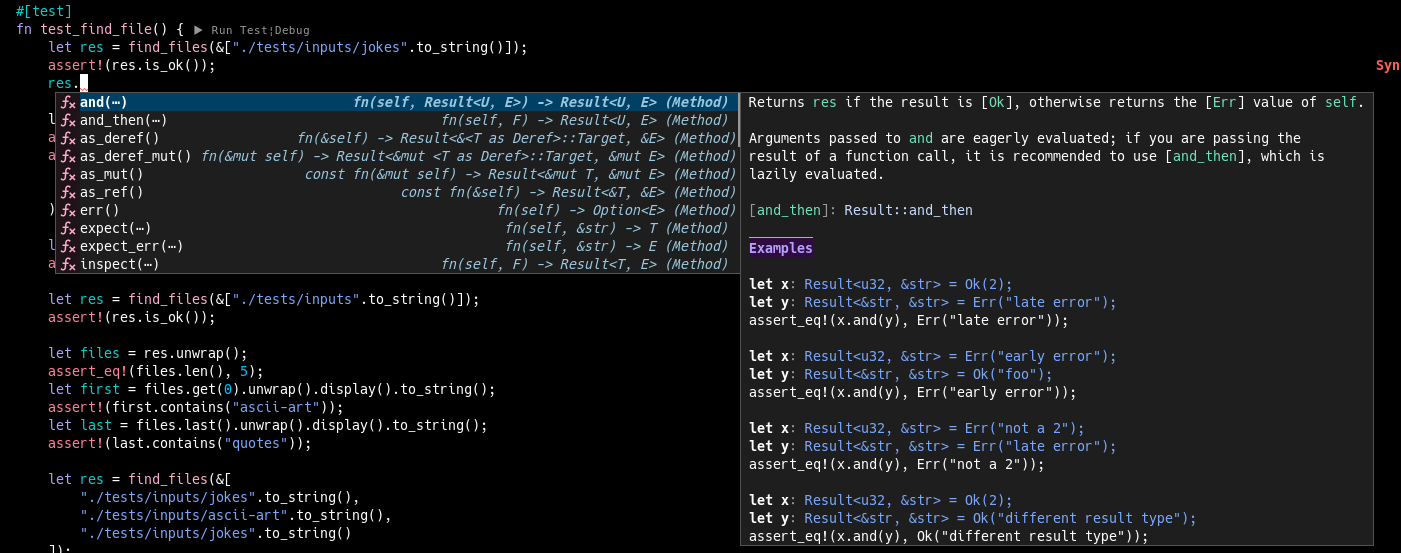 #[test]
fn test_find_file() { ▶ Run Test¦Debug
let res = find_files(&["./tests/inputs/jokes".to_string()]);
assert!(res.is_ok());
Syn
res.
and(⋯) fn(self, Result<U, E>) -> Result<U, E> (Method)
and_then(⋯) fn(self, F) -> Result<U, E> (Method)
as_deref() fn(&self) -> Result<&<T as Deref>::Target, &E> (Method)
as_deref_mut() fn(&mut self) -> Result<&mut <T as Deref>::Target, &mut E> (Method)
as_mut() const fn(&mut self) -> Result<&mut T, &mut E> (Method)
as_ref() const fn(&self) -> Result<&T, &E> (Method)
err() fn(self) -> Option<E> (Method)
expect(⋯) fn(self, &str) -> T (Method)
expect_err(⋯) fn(self, &str) -> E (Method)
inspect(⋯) fn(self, F) -> Result<T, E> (Method)
l
a
a
)
l
a
let res = find_files(&["./tests/inputs".to_string()]);
assert!(res.is_ok());
let files = res.unwrap();
assert_eq!(files.len(), 5);
let first = files.get(0).unwrap().display().to_string();
assert!(first.contains("ascii-art"));
let last = files.last().unwrap().display().to_string();
assert!(last.contains("quotes"));
let res = find_files(&[
"./tests/inputs/jokes".to_string(),
"./tests/inputs/ascii-art".to_string(),
"./tests/inputs/jokes".to_string()
]);
Returns res if the result is [Ok], otherwise returns the [Err] value of self.
Arguments passed to and are eagerly evaluated; if you are passing the
result of a function call, it is recommended to use [and_then], which is
lazily evaluated.
[and_then]: Result::and_then
Examples
let x: Result<u32, &str> = Ok(2);
let y: Result<&str, &str> = Err("late error");
assert_eq!(x.and(y), Err("late error"));
let x: Result<u32, &str> = Err("early error");
let y: Result<&str, &str> = Ok("foo");
assert_eq!(x.and(y), Err("early error"));
let x: Result<u32, &str> = Err("not a 2");
let y: Result<&str, &str> = Err("late error");
assert_eq!(x.and(y), Err("not a 2"));
let x: Result<u32, &str> = Ok(2);
let y: Result<&str, &str> = Ok("different result type");
assert_eq!(x.and(y), Ok("different result type"));